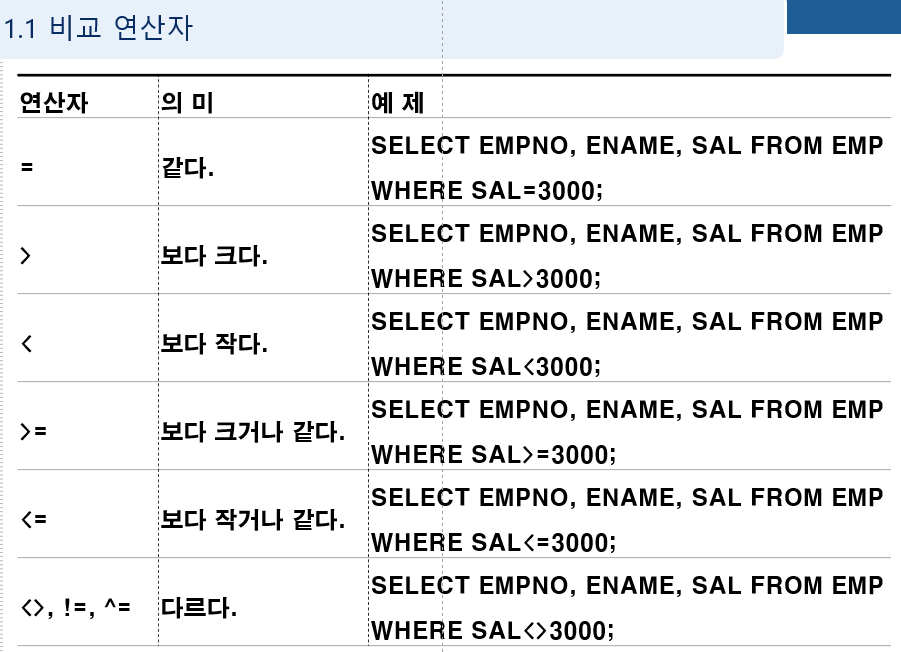 1.1 비교 연산자
연산자 의 미 예 제
= 같다. SELECT EMPNO, ENAME, SAL FROM EMP
WHERE SAL=3000;
> 보다 크다. SELECT EMPNO, ENAME, SAL FROM EMP
WHERE SAL>3000;
< 보다 작다. SELECT EMPNO, ENAME, SAL FROM EMP
WHERE SAL<3000;
>= 보다 크거나 같다. SELECT EMPNO, ENAME, SAL FROM EMP
WHERE SAL>=3000;
<= 보다 작거나 같다. SELECT EMPNO, ENAME, SAL FROM EMP
WHERE SAL<=3000;
<>, !=, ^= 다르다. SELECT EMPNO, ENAME, SAL FROM EMP
WHERE SAL<>3000;